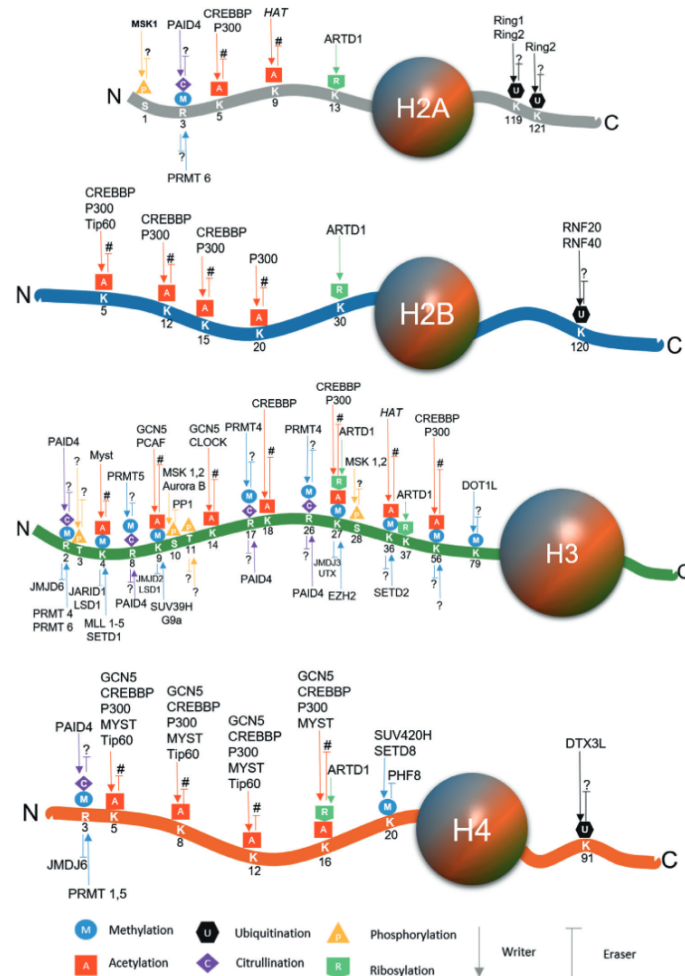 MSK1
?
PAID4
?
CREBBP
P300
#
HAT
#
ARTD1
Ring1
Ring2
?
Ring2
?
N
P
C
M
A
A
R
U
U
S
R
K
K
K
K
K
1
3
5
9
13
119
121
H2A
C
?
PRMT 6
CREBBP
P300
Tip60
#
CREBBP
P300
#
CREBBP
P300
#
P300
#
ARTD1
RNF20
RNF40
?
N
A
A
A
A
R
U
K
K
K
K
K
K
5
12
15
20
30
120
H2B
C
PAID4
?
?
?
Myst
#
PRMT5
?
GCN5
PCAF
#
MSK 1,2
Aurora B
PP1
GCN5
CLOCK
#
PRMT4
?
CREBBP
#
PRMT4
?
CREBBP
P300
#
ARTD1
MSK 1,2
?
HAT
#
ARTD1
CREBBP
P300
#
DOT1L
?
N
C
M
P
A
M
M
C
A
M
P
P
A
M
C
A
M
C
R
A
M
P
A
M
R
A
M
M
R
T
K
R
K
S
T
K
R
K
R
K
S
K
K
K
K
2
3
4
8
9
10
11
14
17
18
26
27
28
36
37
56
79
H3
C
JMJD6
PRMT 4
PRMT 6
JARID1
LSD1
MLL 1-5
SETD1
?
PAID4
JMJD2
LSD1
SUV39H
G9a
?
?
PAID4
?
PAID4
JMJD3
UTX
EZH2
SETD2
?
?
PAID4
?
GCN5
CREBBP
P300
MYST
Tip60
#
GCN5
CREBBP
P300
MYST
Tip60
#
GCN5
CREBBP
P300
MYST
Tip60
#
GCN5
CREBBP
P300
MYST
#
ARTD1
SUV420H
SETD8
PHF8
DTX3L
?
N
C
M
A
A
A
R
A
M
U
R
K
K
K
K
K
K
3
5
8
12
16
20
91
H4
C
JMDJ6
PRMT 1,5
M Methylation
U Ubiquitination
P Phosphorylation
Writer
Eraser
A Acetylation
C Citrullination
R Ribosylation